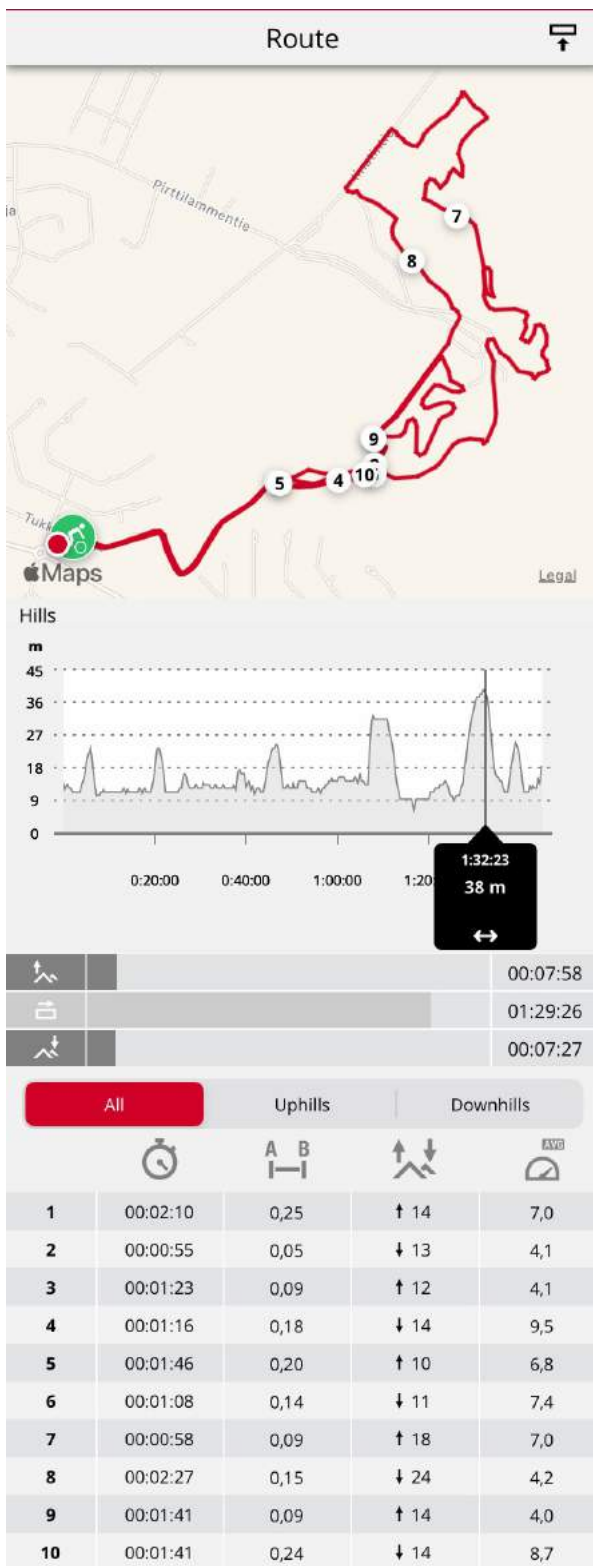 Route
ja
Pirttilammentie
7
8
9
5
4
10
Tukk
Maps
Legal
Hills
m
45
36
27
18
9
0
0:20:00 0:40:00 1:00:00 1:20
1:32:23
38 m
00:07:58
01:29:26
00:07:27
All Uphills Downhills
A B
AVG
1 00:02:10 0,25 ↑ 14 7,0
2 00:00:55 0,05 ↓ 13 4,1
3 00:01:23 0,09 ↑ 12 4,1
4 00:01:16 0,18 ↓ 14 9,5
5 00:01:46 0,20 ↑ 10 6,8
6 00:01:08 0,14 ↓ 11 7,4
7 00:00:58 0,09 ↑ 18 7,0
8 00:02:27 0,15 ↓ 24 4,2
9 00:01:41 0,09 ↑ 14 4,0
10 00:01:41 0,24 ↓ 14 8,7